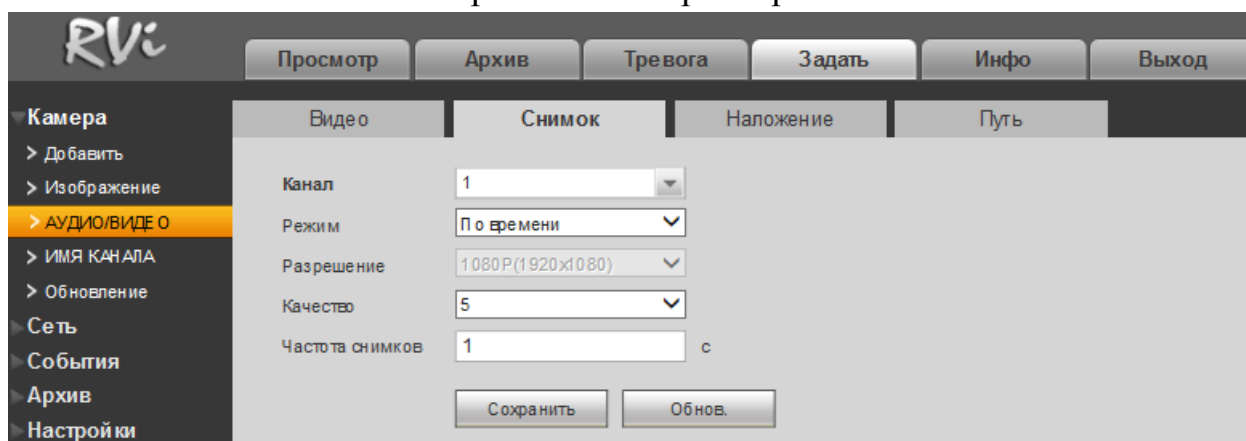 RVi
Просмотр Архив Тревога Задать Инфо Выход
Камера
> Добавить
> Изображение
> АУДИО/ВИДЕО
> ИМЯ КАНАЛА
> Обновление
Сеть
События
Архив
Настройки
Видео Снимок Наложение Путь
Канал 1
Режим По времени
Разрешение 1080P(1920x1080)
Качество 5
Частота снимков 1 с
Сохранить Обнов.